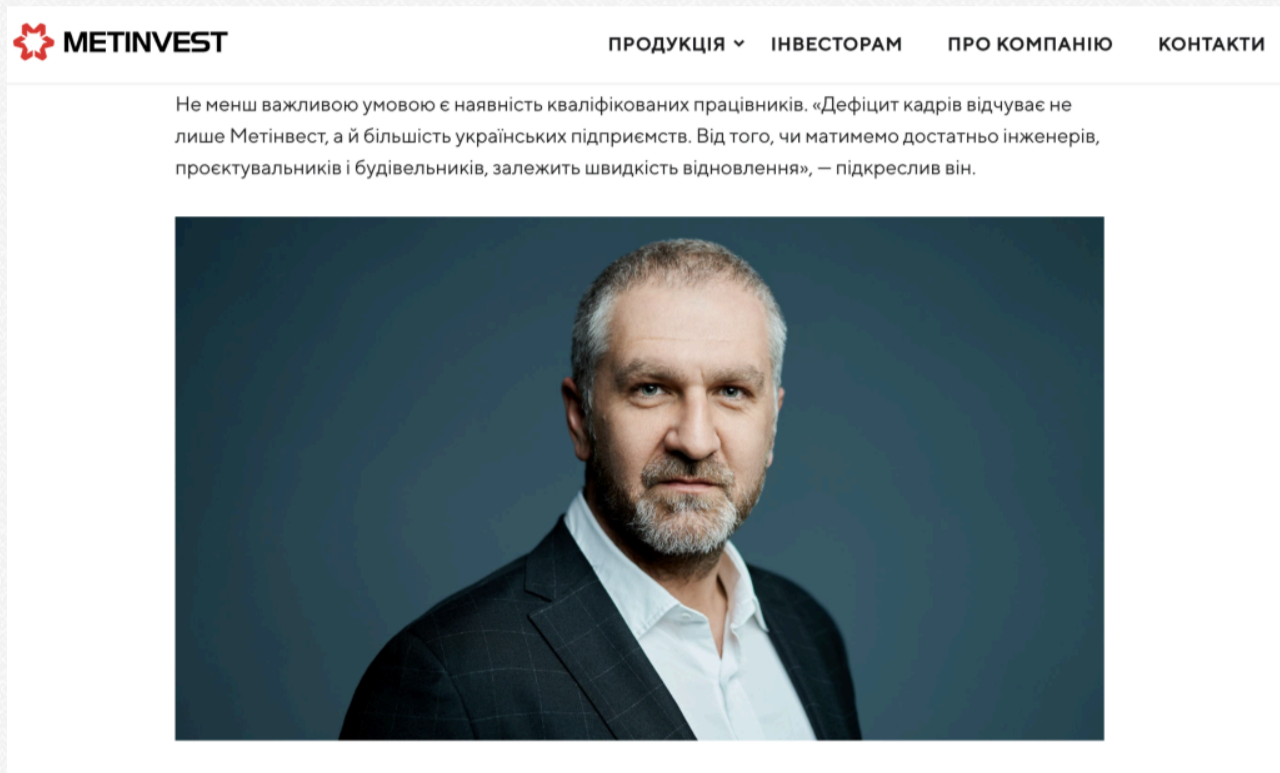 METINVEST
ПРОДУКЦІЯ ІНВЕСТОРАМ ПРО КОМПАНІЮ КОНТАКТИ
Не менш важливою умовою є наявність кваліфікованих працівників. «Дефіцит кадрів відчуває не
лише Метінвест, а й більшість українських підприємств. Від того, чи матимемо достатньо інженерів,
проєктувальників і будівельників, залежить швидкість відновлення», — підкреслив він.